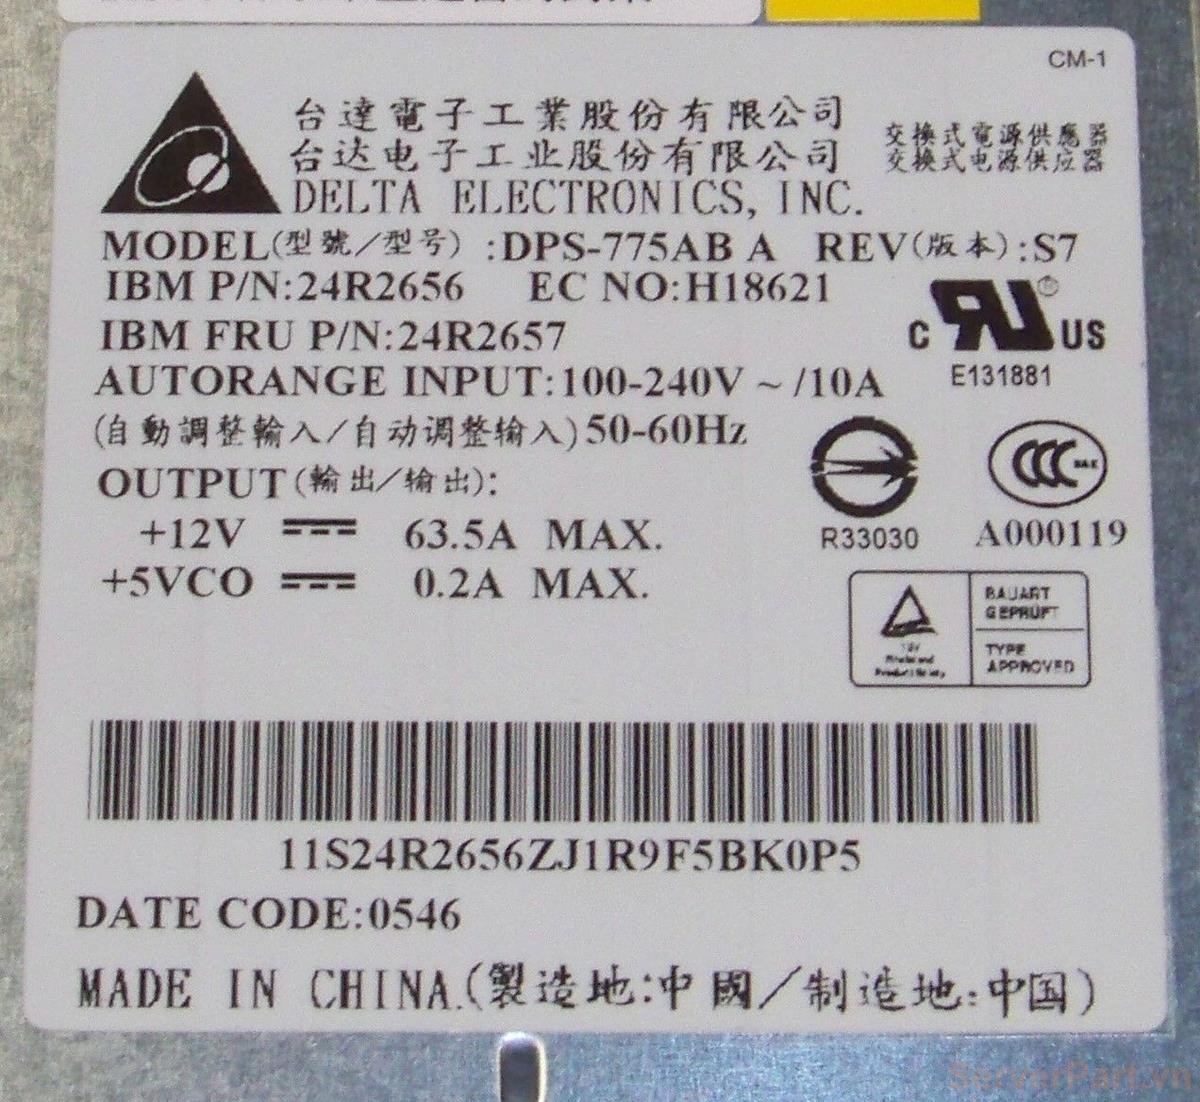 CM-1
台達電子工業股份有限公司
台达电子工业股份有限公司
DELTA ELECTRONICS, INC.
交換式電源供應器
交换式电源供应器
MODEL(型號/型号) :DPS-775AB A REV(版本):S7
IBM P/N:24R2656 EC NO:H18621
IBM FRU P/N:24R2657
C US ®
E131881
AUTORANGE INPUT:100-240V ~ /10A
(自動調整輸入/自动调整输入)50-60Hz
OUTPUT(輸出/输出):
+12V 63.5A MAX.
+5VCO 0.2A MAX.
R33030
CCC S&E
A000119
TÜV
Rheinland
Product Safety
BAUART
GEPRÜFT
TYPE
APPROVED
11S24R2656ZJ1R9F5BK0P5
DATE CODE:0546
MADE IN CHINA.(製造地:中國/制造地:中国)
ServerPart.vn